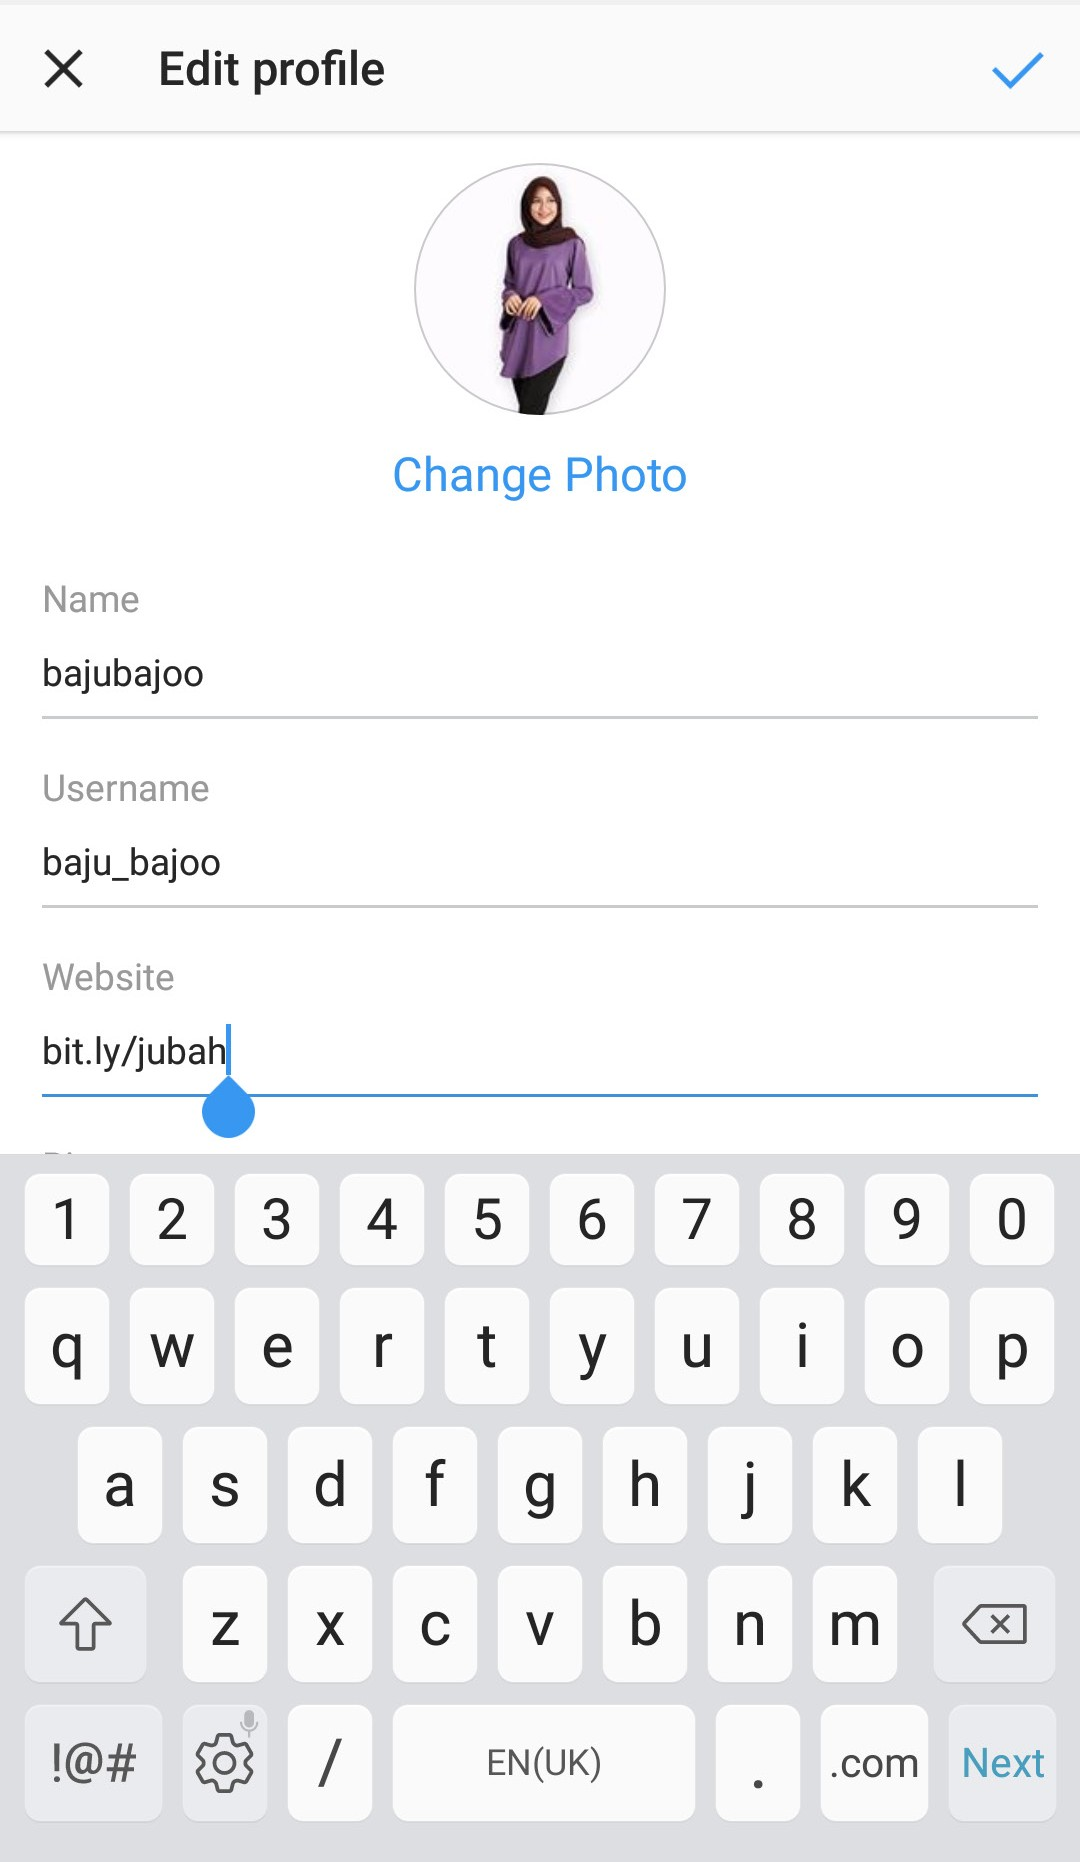 Edit profile
Change Photo
Name
bajubajoo
Username
baju_bajoo
Website
bit.ly/jubah
1 2 3 4 5 6 7 8 9 0
q w e r t y u i o p
a s d f g h j k l
z x c v b n m
!@# / EN(UK) . .com Next